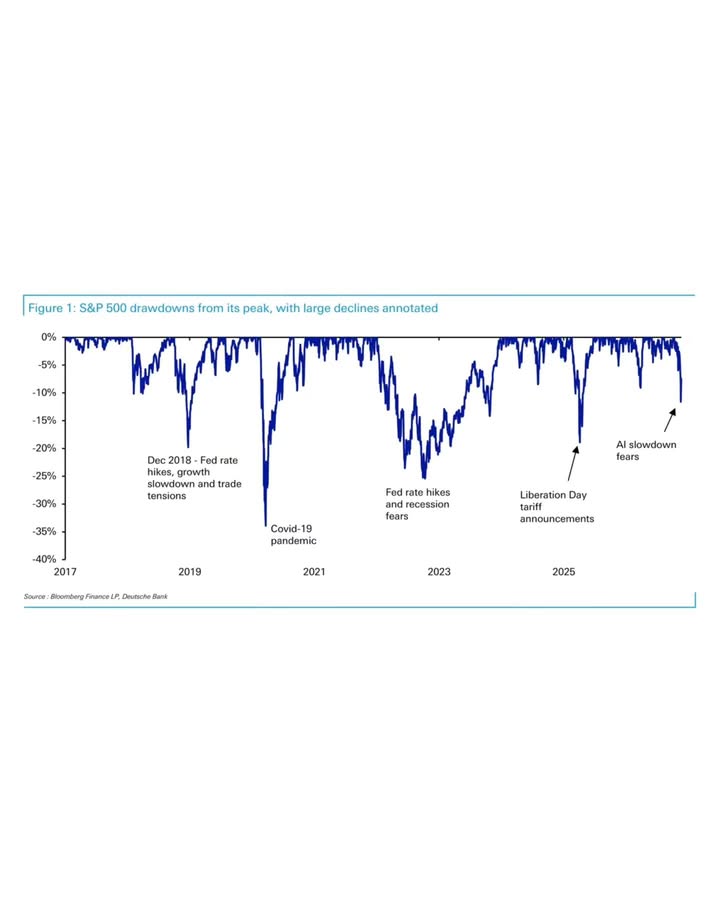 Figure 1: S&P 500 drawdowns from its peak, with large declines annotated
0%
-5%
-10%
-15%
-20%
-25%
-30%
-35%
-40%
Dec 2018 - Fed rate
hikes, growth
slowdown and trade
tensions
Covid-19
pandemic
Fed rate hikes
and recession
fears
Liberation Day
tariff
announcements
AI slowdown
fears
2017 2019 2021 2023 2025
Source : Bloomberg Finance LP, Deutsche Bank